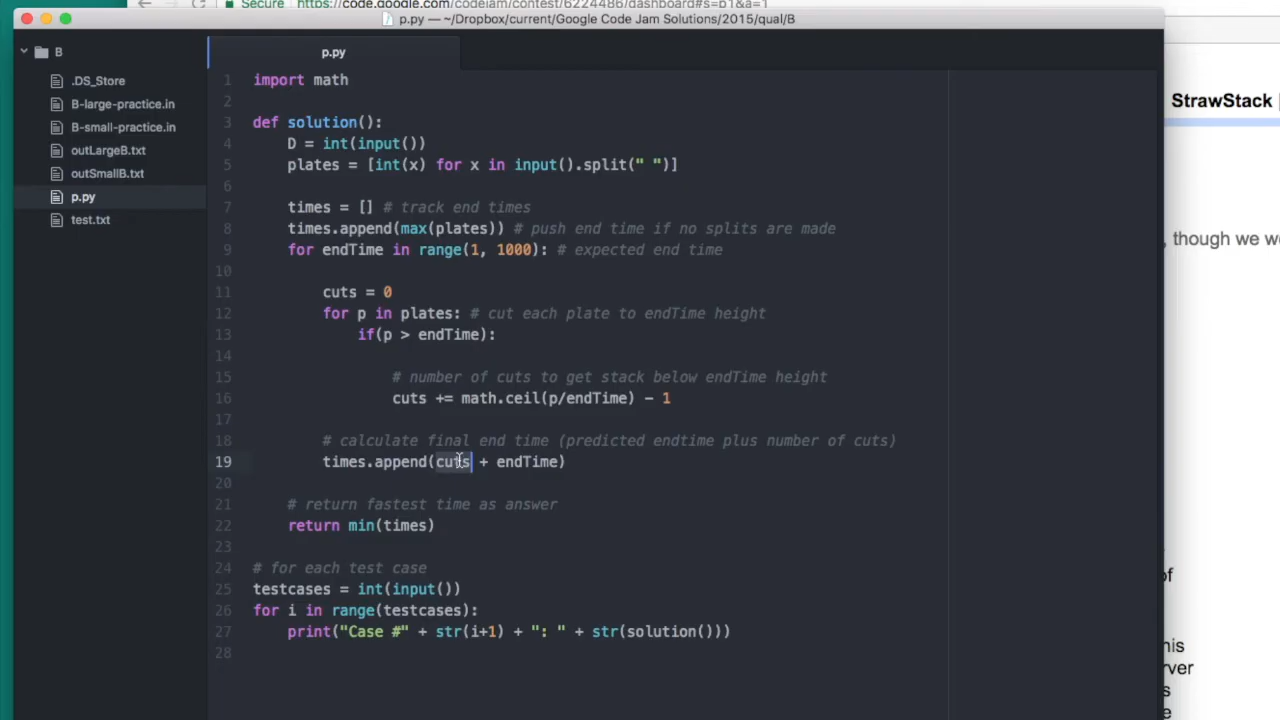 Secure https://code.google.com/codejam/contest/6224486/dashboard#s=p1&a=1
p.py — ~/Dropbox/current/Google Code Jam Solutions/2015/qual/B
B
.DS_Store
B-large-practice.in
B-small-practice.in
outLargeB.txt
outSmallB.txt
p.py
test.txt
p.py
1 import math
2
3 def solution():
4 D = int(input())
5 plates = [int(x) for x in input().split(" ")]
6
7 times = [] # track end times
8 times.append(max(plates)) # push end time if no splits are made
9 for endTime in range(1, 1000): # expected end time
10
11 cuts = 0
12 for p in plates: # cut each plate to endTime height
13 if(p > endTime):
14
15 # number of cuts to get stack below endTime height
16 cuts += math.ceil(p/endTime) - 1
17
18 # calculate final end time (predicted endtime plus number of cuts)
19 times.append(cuts + endTime)
20
21 # return fastest time as answer
22 return min(times)
23
24 # for each test case
25 testcases = int(input())
26 for i in range(testcases):
27 print("Case #" + str(i+1) + ": " + str(solution()))
28
StrawStack |
, though we we
of
his
rver
s
e